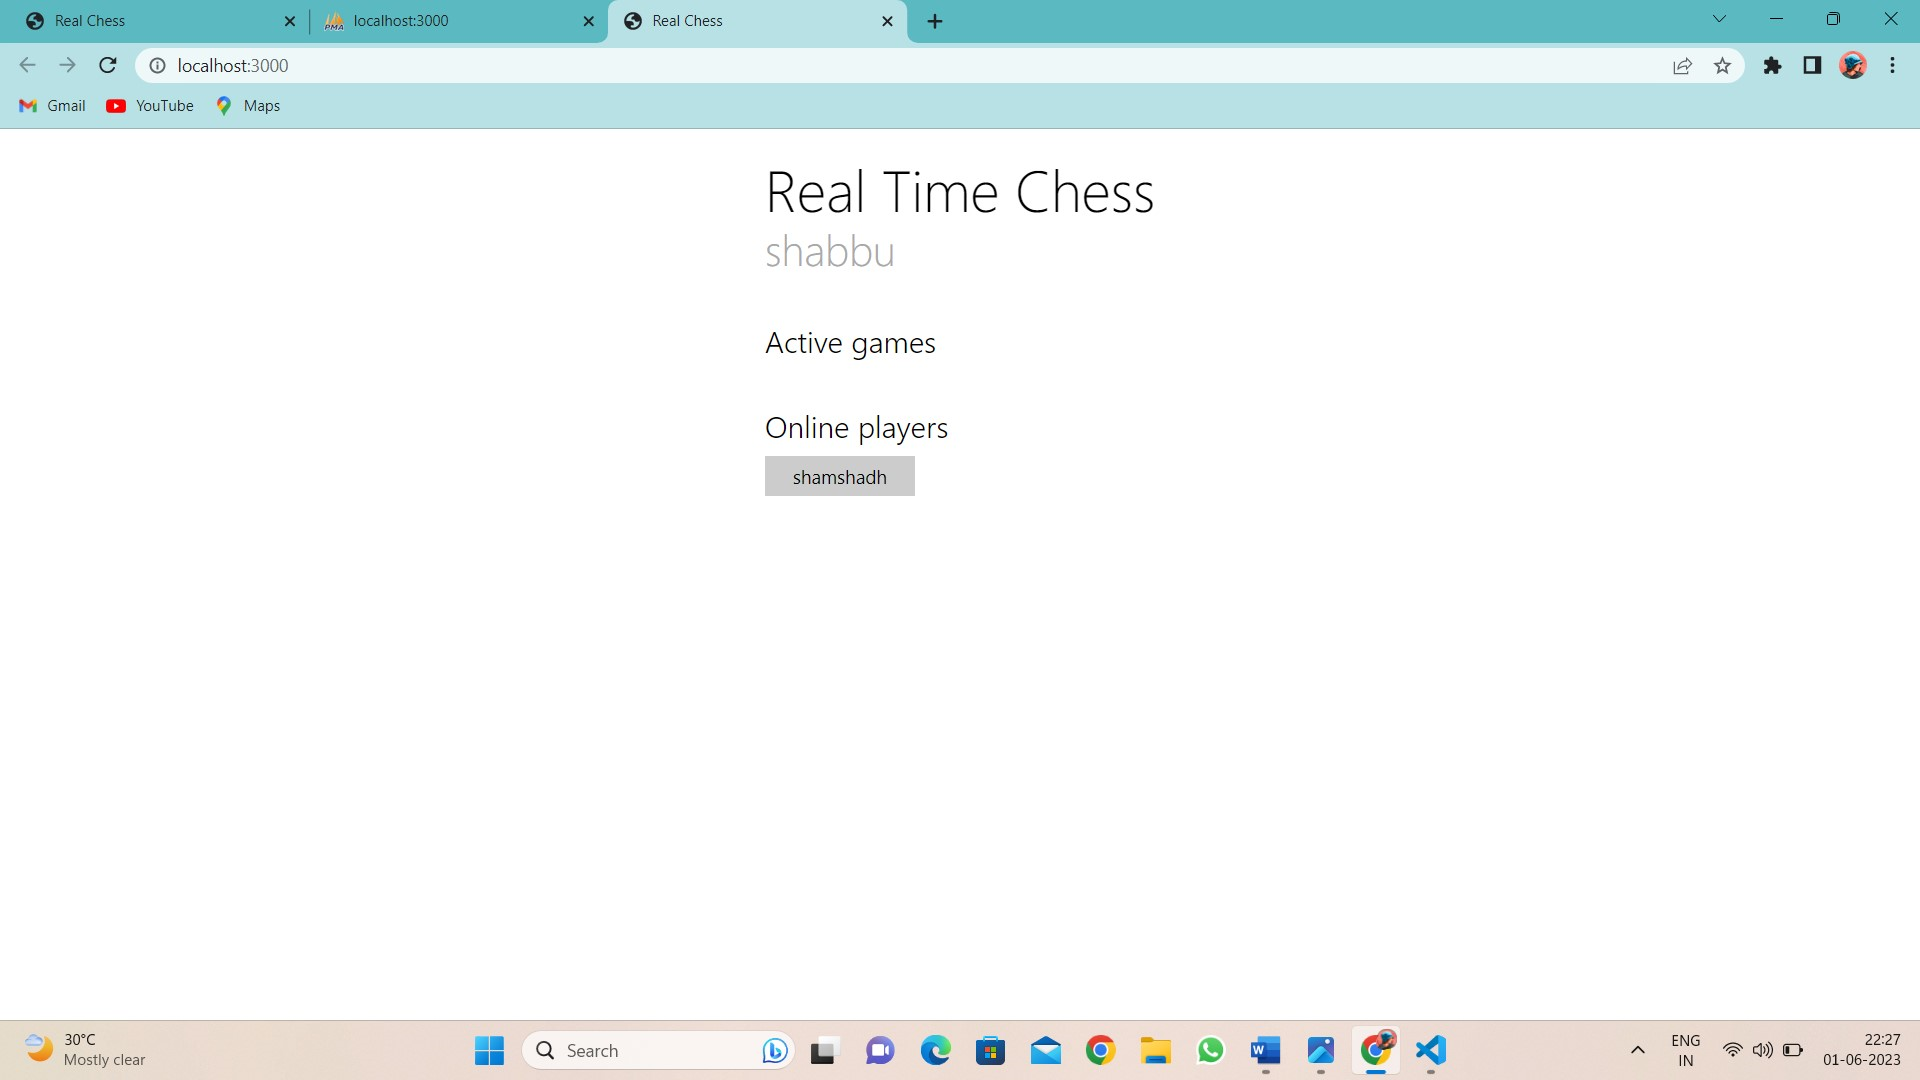 Real Chess
localhost:3000
Real Chess
localhost:3000
Gmail
YouTube
Maps
Real Time Chess
shabbu
Active games
Online players
shamshadh
30°C
Mostly clear
Search
ENG
IN
22:27
01-06-2023